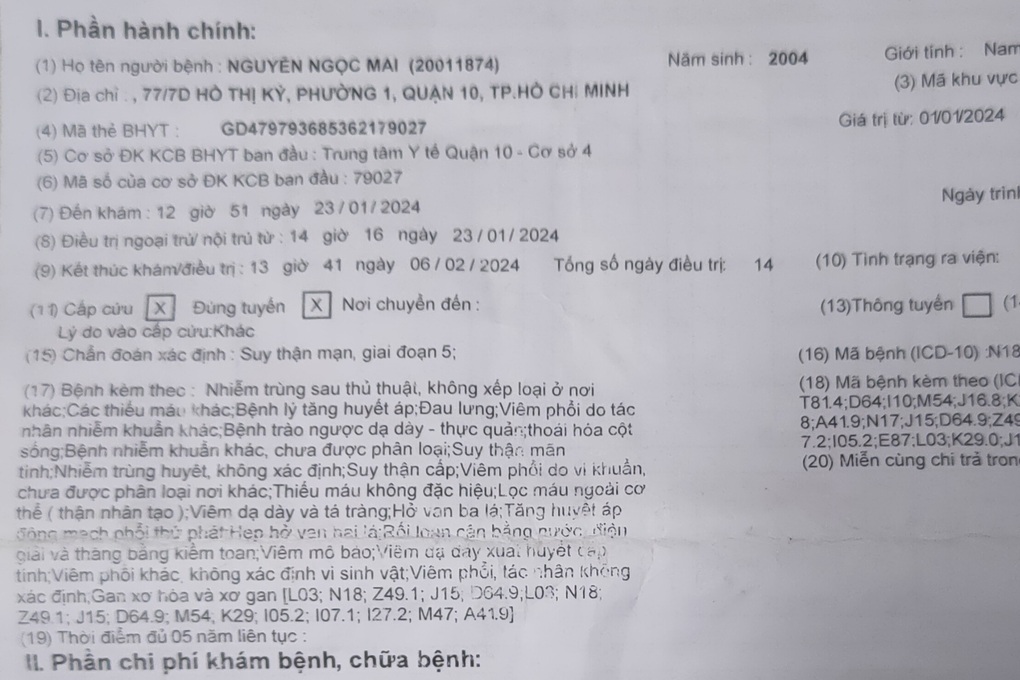 I. Phần hành chính:
(1) Họ tên người bệnh : NGUYỄN NGỌC MAI (20011874) Năm sinh : 2004 Giới tính : Nam
(2) Địa chỉ : , 77/7D HỒ THỊ KỶ, PHƯỜNG 1, QUẬN 10, TP.HỒ CHÍ MINH (3) Mã khu vực
(4) Mã thẻ BHYT : GD479793685362179027 Giá trị từ: 01/01/2024
(5) Cơ sở ĐK KCB BHYT ban đầu : Trung tâm Y tế Quận 10 - Cơ sở 4
(6) Mã số của cơ sở ĐK KCB ban đầu : 79027
(7) Đến khám : 12 giờ 51 ngày 23 / 01 / 2024 Ngày trình
(8) Điều trị ngoại trú/ nội trú từ : 14 giờ 16 ngày 23 / 01 / 2024
(9) Kết thúc khám/điều trị : 13 giờ 41 ngày 06 / 02 / 2024 Tổng số ngày điều trị: 14 (10) Tình trạng ra viện:
(11) Cấp cứu X Đúng tuyến X Nơi chuyển đến : (13)Thông tuyến (1
Lý do vào cấp cứu:Khác
(15) Chẩn đoán xác định : Suy thận mạn, giai đoạn 5; (16) Mã bệnh (ICD-10) :N18
(17) Bệnh kèm theo : Nhiễm trùng sau thủ thuật, không xếp loại ở nơi (18) Mã bệnh kèm theo (IC
khác;Các thiếu máu khác;Bệnh lý tăng huyết áp;Đau lưng;Viêm phổi do tác T81.4;D64;I10;M54;J16.8;K
nhân nhiễm khuẩn khác;Bệnh trào ngược dạ dày - thực quản;thoái hóa cột 8;A41.9;N17;J15;D64.9;Z49
sống;Bệnh nhiễm khuẩn khác, chưa được phân loại;Suy thận mãn 7.2;I05.2;E87;L03;K29.0;J1
tính;Nhiễm trùng huyết, không xác định;Suy thận cấp;Viêm phổi do vi khuẩn, (20) Miễn cùng chi trả tron
chưa được phân loại nơi khác;Thiếu máu không đặc hiệu;Lọc máu ngoài cơ
thể ( thận nhân tạo );Viêm dạ dày và tá tràng;Hở van ba lá;Tăng huyết áp
động mạch phổi thứ phát;Hẹp hở van hai lá;Rối loạn cân bằng nước, điện
giải và thăng bằng kiềm toan;Viêm mô bào;Viêm dạ dày xuất huyết cấp
tính;Viêm phổi khác, không xác định vi sinh vật;Viêm phổi, tác nhân không
xác định;Gan xơ hóa và xơ gan [L03; N18; Z49.1; J15; D64.9;L03; N18;
Z49.1; J15; D64.9; M54; K29; I05.2; I07.1; I27.2; M47; A41.9]
(19) Thời điểm đủ 05 năm liên tục :
II. Phần chi phí khám bệnh, chữa bệnh: